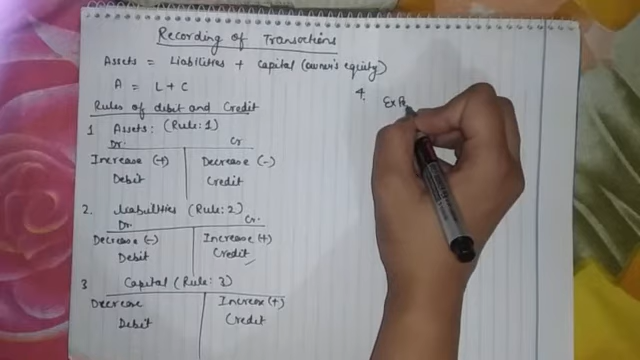 Recording of Transactions
Assets = Liabilities + Capital (owner's equity)
A = L + C
Rules of debit and Credit
1 Assets: (Rule: 1)
Dr. Cr
Increase (+) Decrease (-)
Debit Credit
2. Liabilities (Rule: 2)
Dr. Cr.
Decrease (-) Increase (+)
Debit Credit
3 Capital (Rule: 3)
Decrease Increase (+)
Debit Credit
4.
Exp